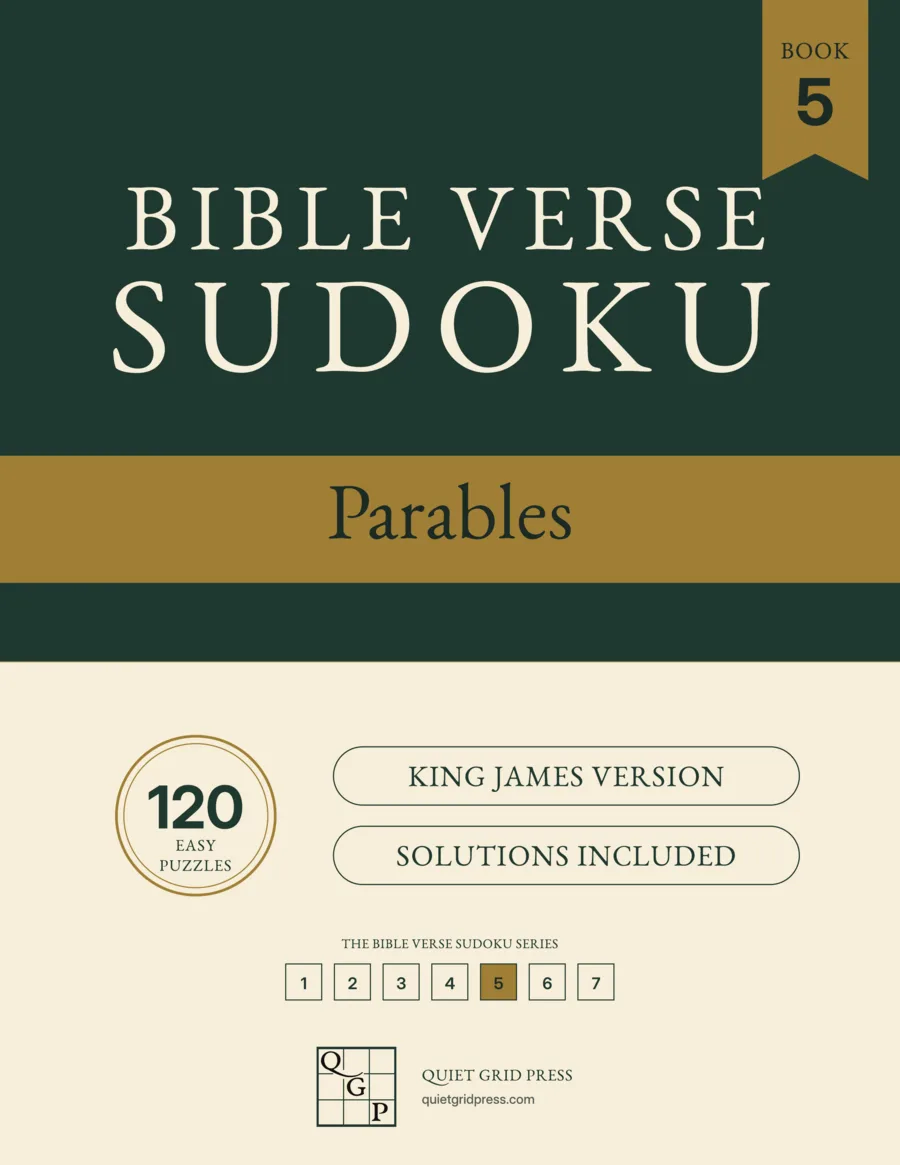 BOOK
5
BIBLE VERSE
SUDOKU
Parables
120
EASY
PUZZLES
KING JAMES VERSION
SOLUTIONS INCLUDED
THE BIBLE VERSE SUDOKU SERIES
1 2 3 4 5 6 7
Q
G
P
QUIET GRID PRESS
quietgridpress.com